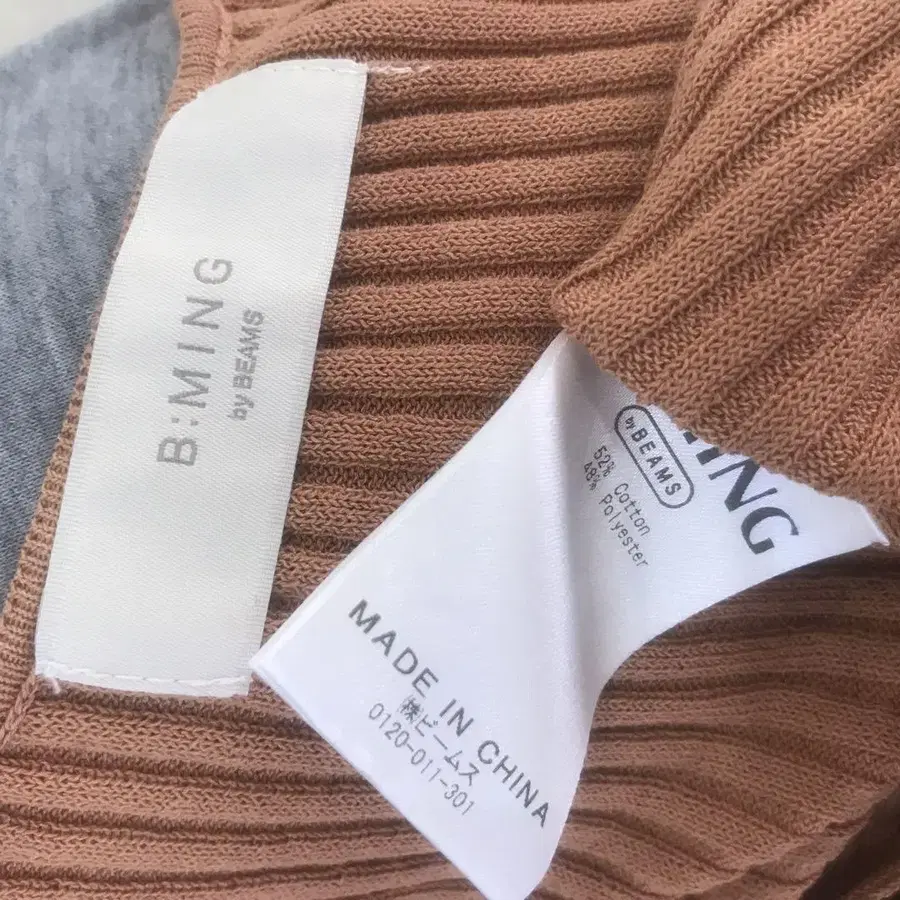 B:MING
by BEAMS
ING
by BEAMS
52% Cotton
48% Polyester
MADE IN CHINA
㈱ビームス
0120-011-301